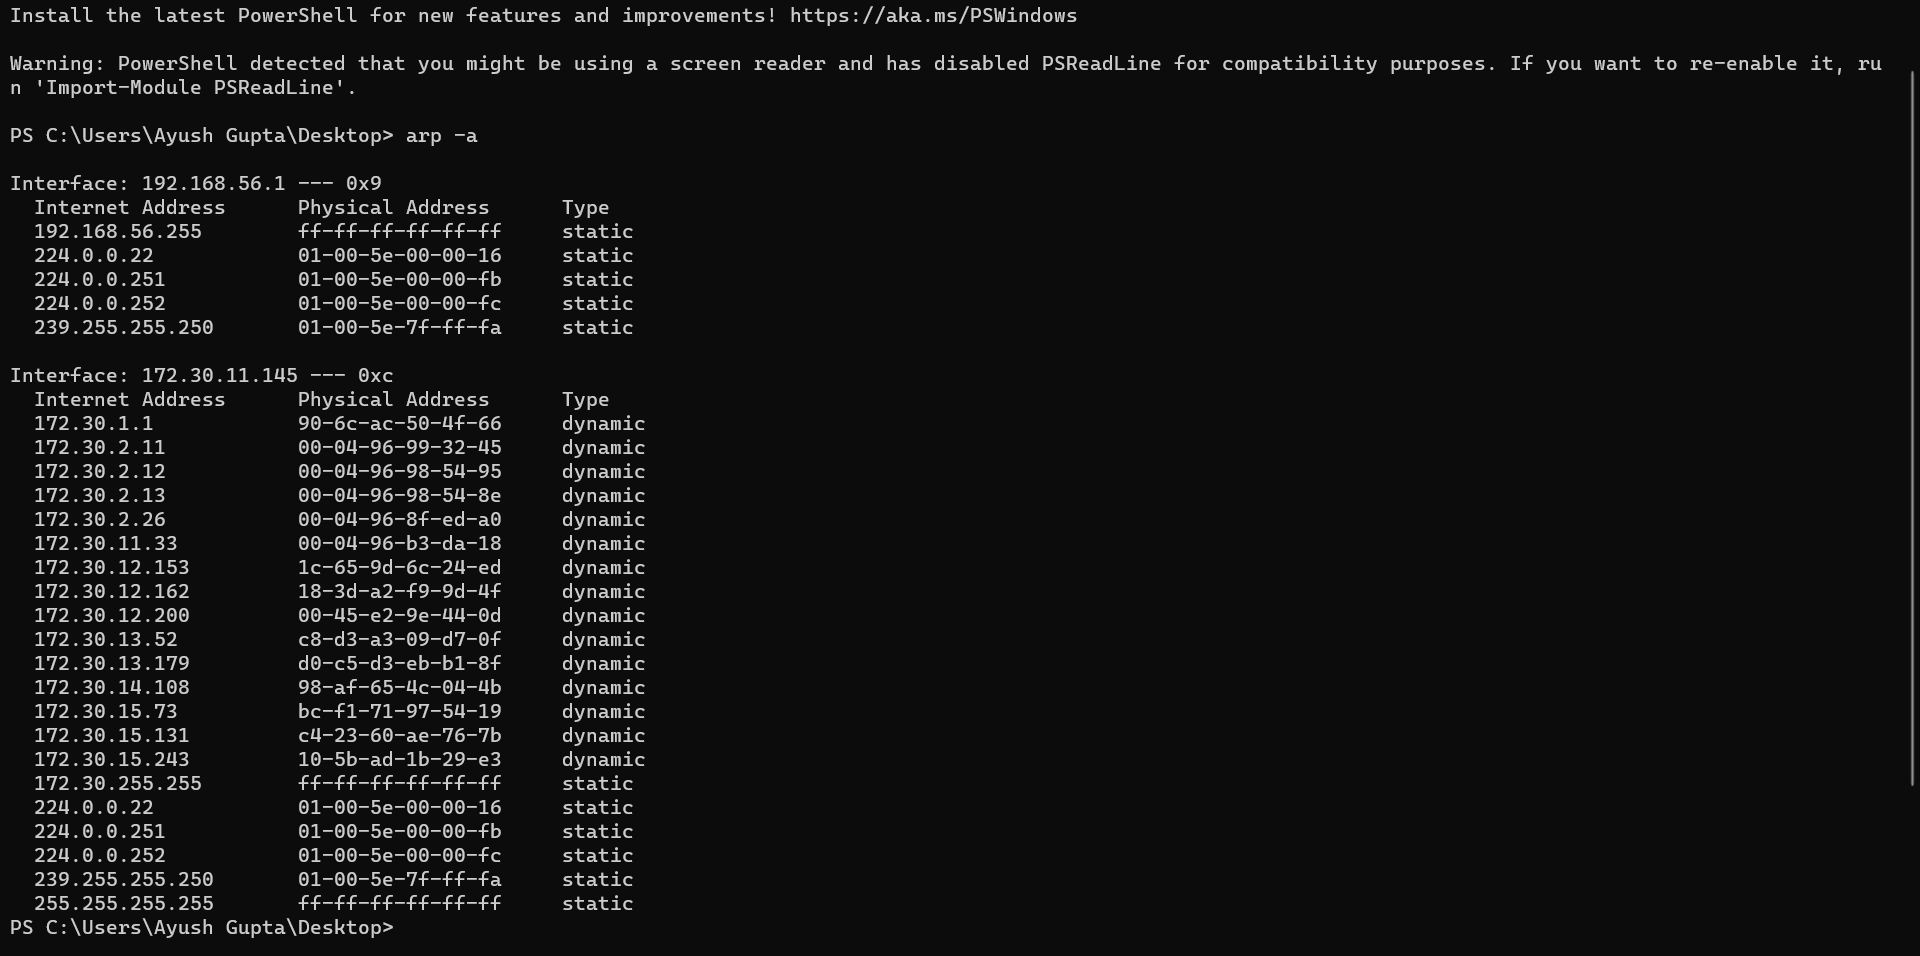 Install the latest PowerShell for new features and improvements! https://aka.ms/PSWindows
Warning: PowerShell detected that you might be using a screen reader and has disabled PSReadLine for compatibility purposes. If you want to re-enable it, ru
n 'Import-Module PSReadLine'.
PS C:\Users\Ayush Gupta\Desktop> arp -a
Interface: 192.168.56.1 --- 0x9
  Internet Address      Physical Address      Type
  192.168.56.255        ff-ff-ff-ff-ff-ff     static
  224.0.0.22            01-00-5e-00-00-16     static
  224.0.0.251           01-00-5e-00-00-fb     static
  224.0.0.252           01-00-5e-00-00-fc     static
  239.255.255.250       01-00-5e-7f-ff-fa     static
Interface: 172.30.11.145 --- 0xc
  Internet Address      Physical Address      Type
  172.30.1.1            90-6c-ac-50-4f-66     dynamic
  172.30.2.11           00-04-96-99-32-45     dynamic
  172.30.2.12           00-04-96-98-54-95     dynamic
  172.30.2.13           00-04-96-98-54-8e     dynamic
  172.30.2.26           00-04-96-8f-ed-a0     dynamic
  172.30.11.33          00-04-96-b3-da-18     dynamic
  172.30.12.153         1c-65-9d-6c-24-ed     dynamic
  172.30.12.162         18-3d-a2-f9-9d-4f     dynamic
  172.30.12.200         00-45-e2-9e-44-0d     dynamic
  172.30.13.52          c8-d3-a3-09-d7-0f     dynamic
  172.30.13.179         d0-c5-d3-eb-b1-8f     dynamic
  172.30.14.108         98-af-65-4c-04-4b     dynamic
  172.30.15.73          bc-f1-71-97-54-19     dynamic
  172.30.15.131         c4-23-60-ae-76-7b     dynamic
  172.30.15.243         10-5b-ad-1b-29-e3     dynamic
  172.30.255.255        ff-ff-ff-ff-ff-ff     static
  224.0.0.22            01-00-5e-00-00-16     static
  224.0.0.251           01-00-5e-00-00-fb     static
  224.0.0.252           01-00-5e-00-00-fc     static
  239.255.255.250       01-00-5e-7f-ff-fa     static
  255.255.255.255       ff-ff-ff-ff-ff-ff     static
PS C:\Users\Ayush Gupta\Desktop>